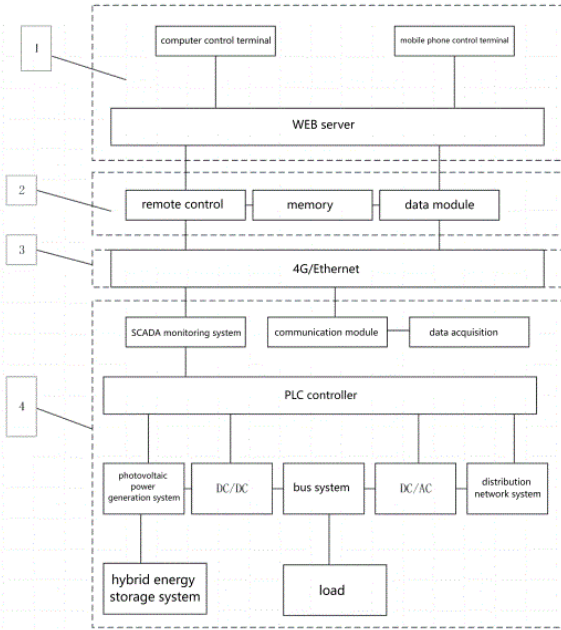 1
computer control terminal
mobile phone control terminal
WEB server
2
remote control
memory
data module
3
4G/Ethernet
SCADA monitoring system
communication module
data acquisition
4
PLC controller
photovoltaic
power
generation system
DC/DC
bus system
DC/AC
distribution
network system
hybrid energy
storage system
load